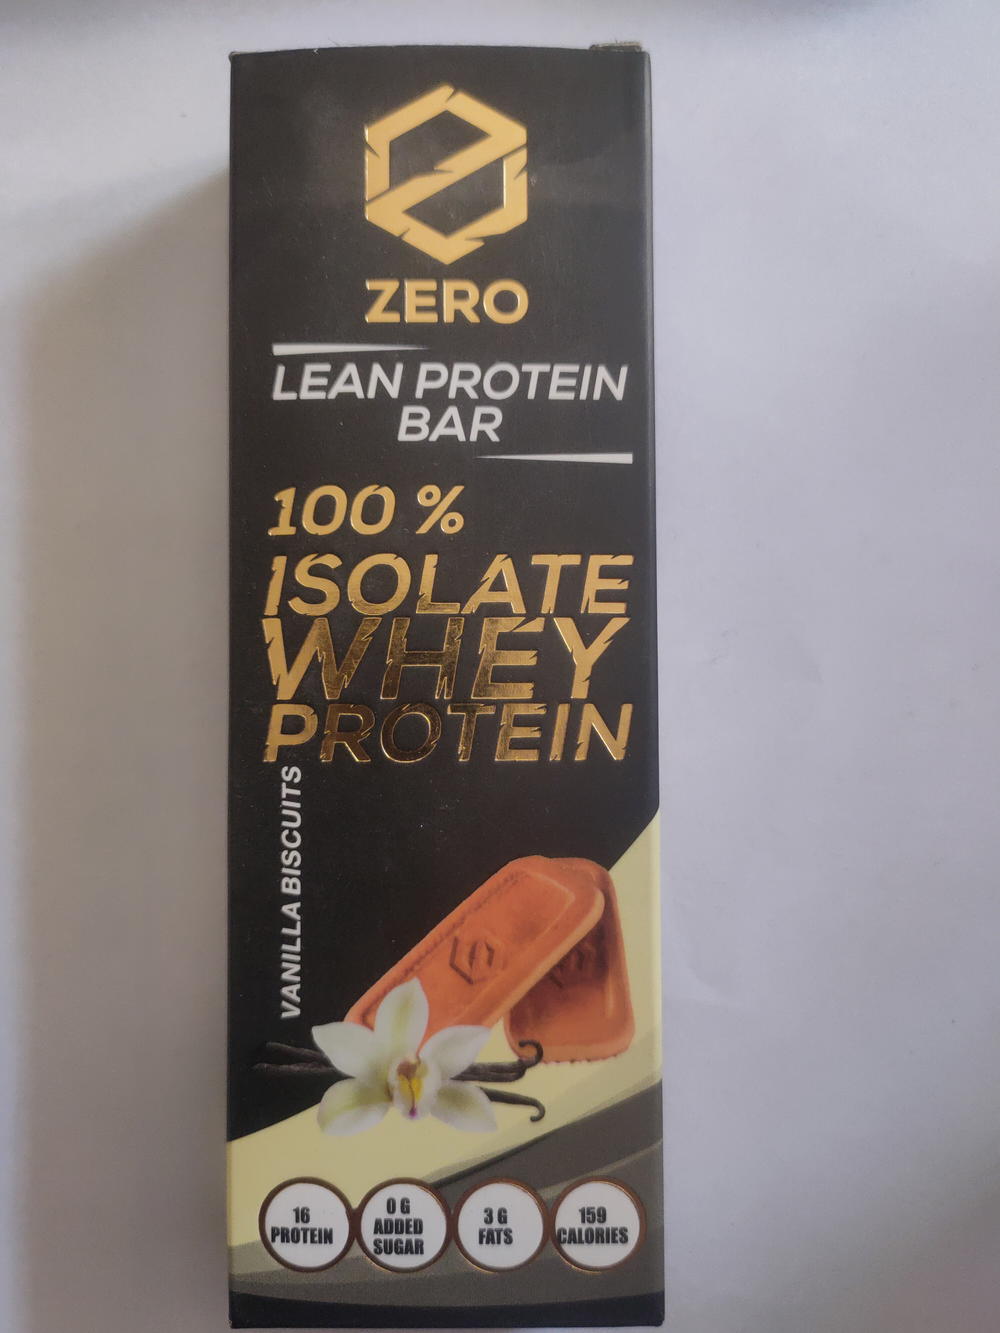 ZERO
LEAN PROTEIN
BAR
100 %
ISOLATE
WHEY
PROTEIN
VANILLA BISCUITS
16
PROTEIN
0 G
ADDED
SUGAR
3 G
FATS
159
CALORIES